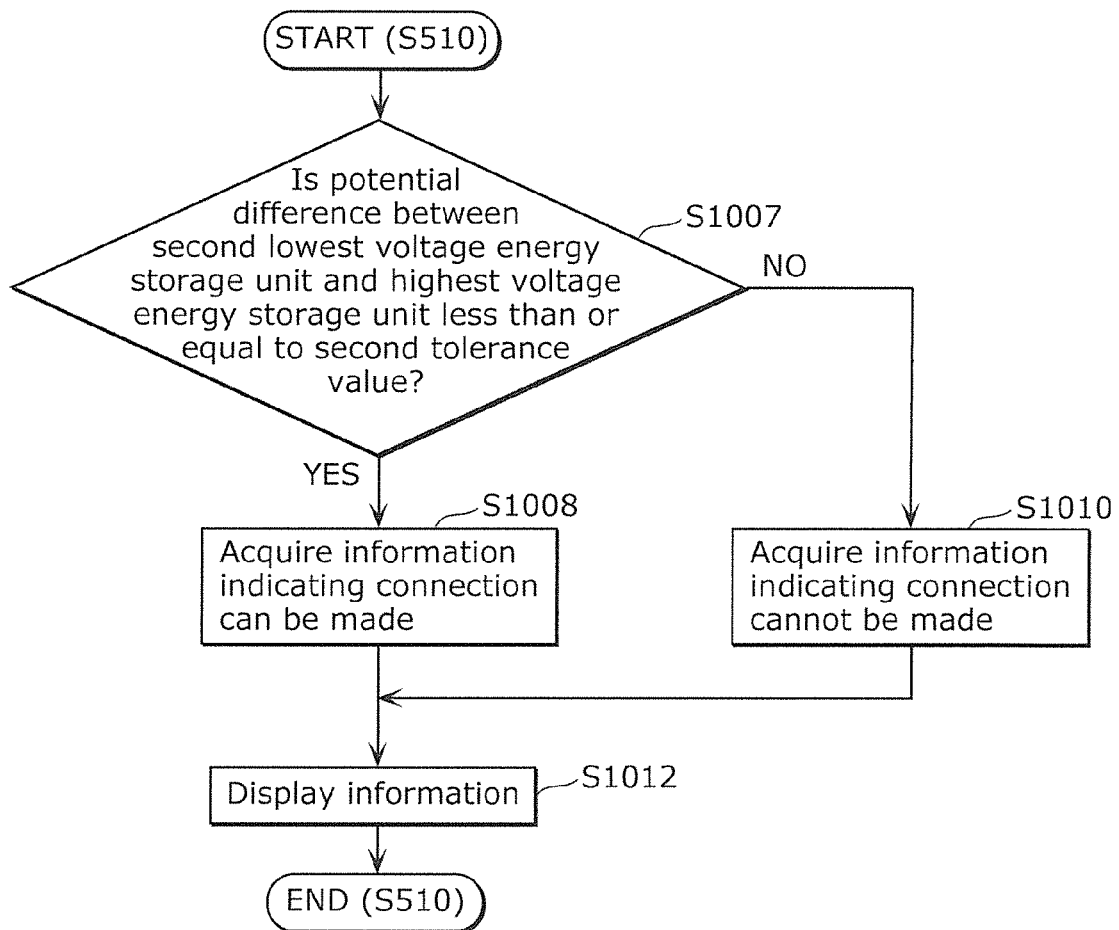 START (S510)
Is potential
difference between
second lowest voltage energy
storage unit and highest voltage
energy storage unit less than or
equal to second tolerance
value?
S1007
NO
YES
S1008
Acquire information
indicating connection
can be made
S1010
Acquire information
indicating connection
cannot be made
Display information
S1012
END (S510)